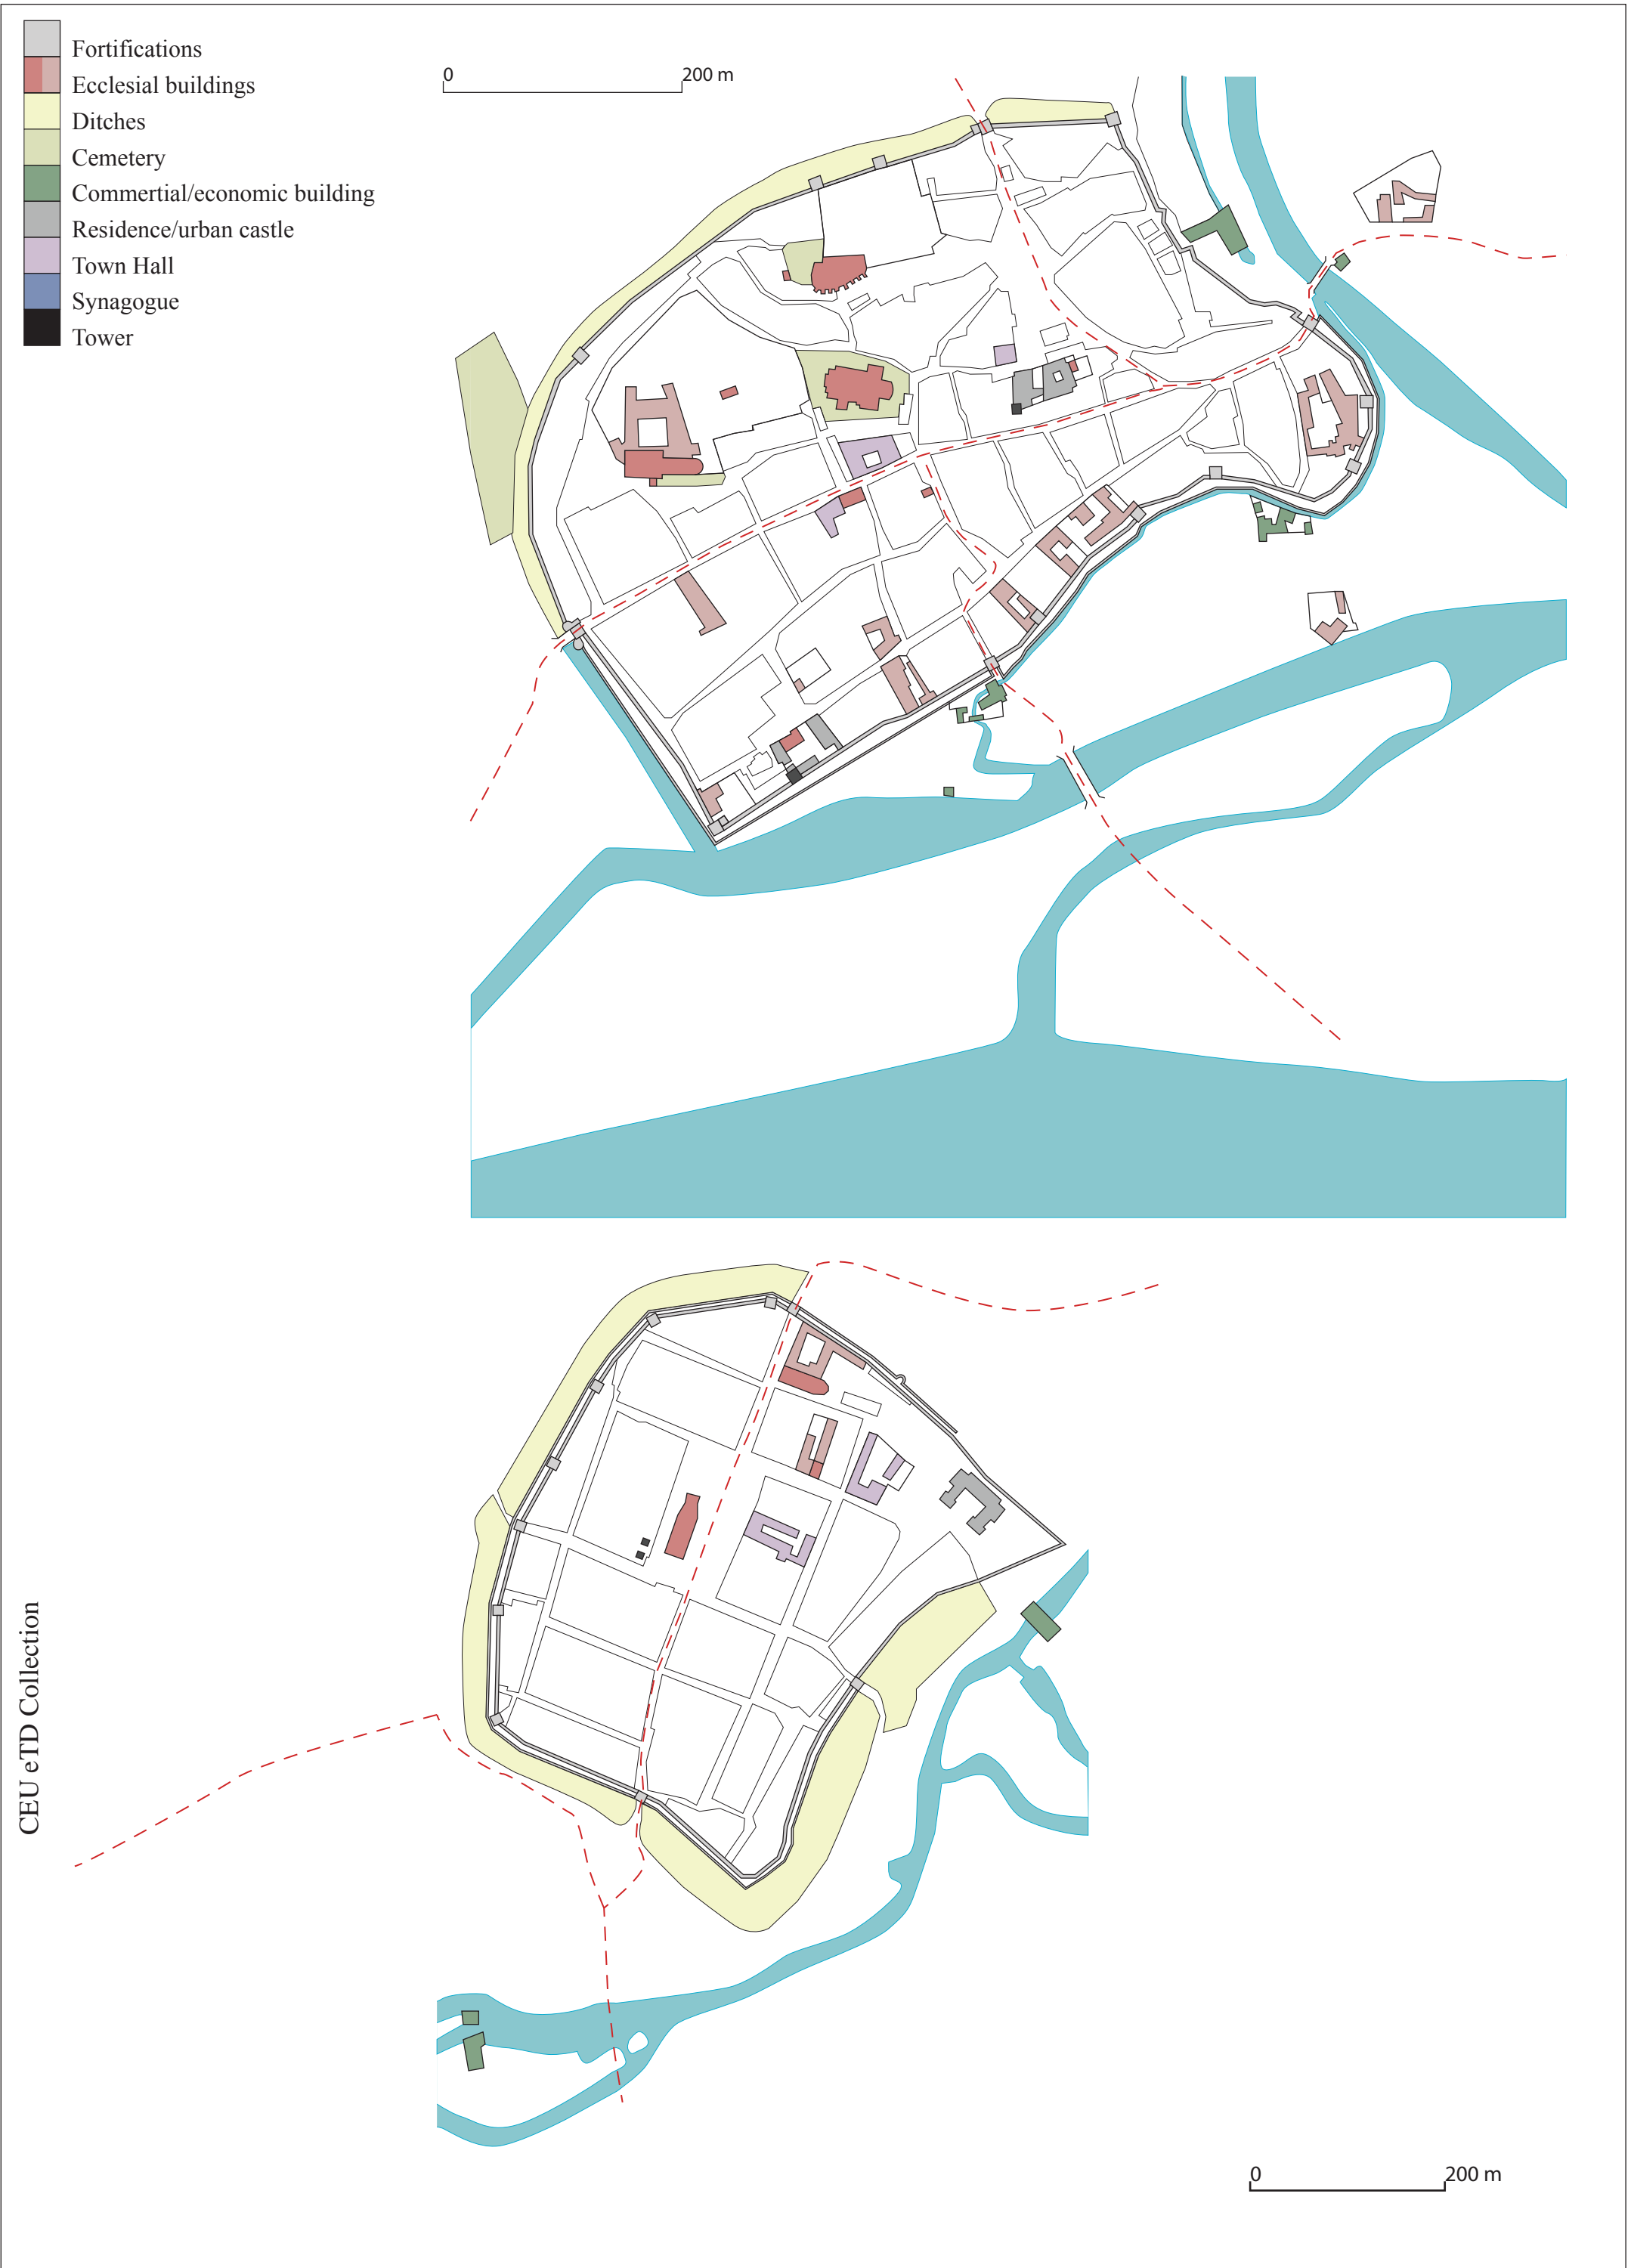 Fortifications
Ecclesial buildings
Ditches
Cemetery
Commertial/economic building
Residence/urban castle
Town Hall
Synagogue
Tower
0 200 m
CEU eTD Collection
0 200 m